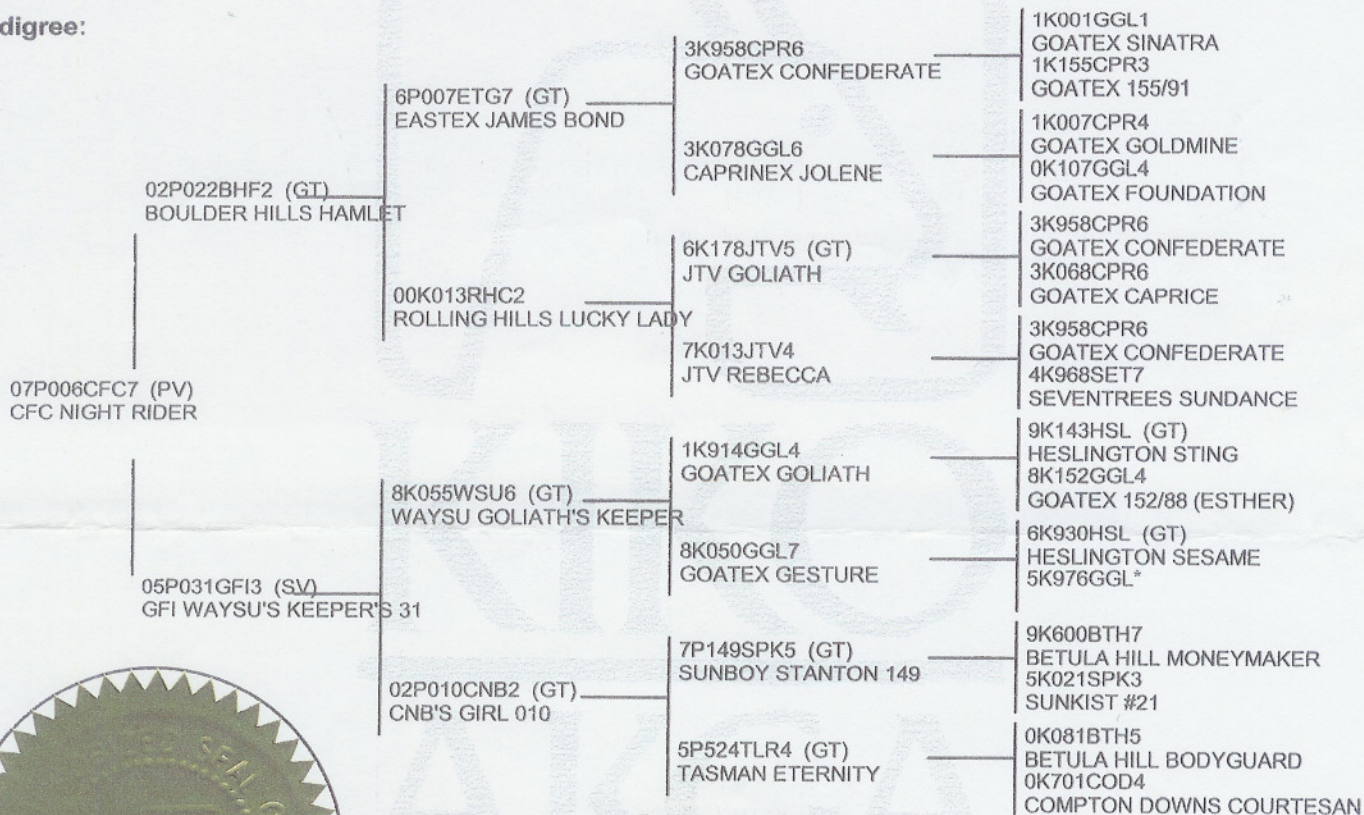 digree:
07P006CFC7 (PV)
CFC NIGHT RIDER
02P022BHF2 (GT)
BOULDER HILLS HAMLET
05P031GFI3 (SV)
GFI WAYSU'S KEEPER'S 31
6P007ETG7 (GT)
EASTEX JAMES BOND
00K013RHC2
ROLLING HILLS LUCKY LADY
8K055WSU6 (GT)
WAYSU GOLIATH'S KEEPER
02P010CNB2 (GT)
CNB'S GIRL 010
3K958CPR6
GOATEX CONFEDERATE
3K078GGL6
CAPRINEX JOLENE
6K178JTV5 (GT)
JTV GOLIATH
7K013JTV4
JTV REBECCA
1K914GGL4
GOATEX GOLIATH
8K050GGL7
GOATEX GESTURE
7P149SPK5 (GT)
SUNBOY STANTON 149
5P524TLR4 (GT)
TASMAN ETERNITY
1K001GGL1
GOATEX SINATRA
1K155CPR3
GOATEX 155/91
1K007CPR4
GOATEX GOLDMINE
0K107GGL4
GOATEX FOUNDATION
3K958CPR6
GOATEX CONFEDERATE
3K068CPR6
GOATEX CAPRICE
3K958CPR6
GOATEX CONFEDERATE
4K968SET7
SEVENTREES SUNDANCE
9K143HSL (GT)
HESLINGTON STING
8K152GGL4
GOATEX 152/88 (ESTHER)
6K930HSL (GT)
HESLINGTON SESAME
5K976GGL*
9K600BTH7
BETULA HILL MONEYMAKER
5K021SPK3
SUNKIST #21
0K081BTH5
BETULA HILL BODYGUARD
0K701COD4
COMPTON DOWNS COURTESAN
KIKO
AKGA
SEAL